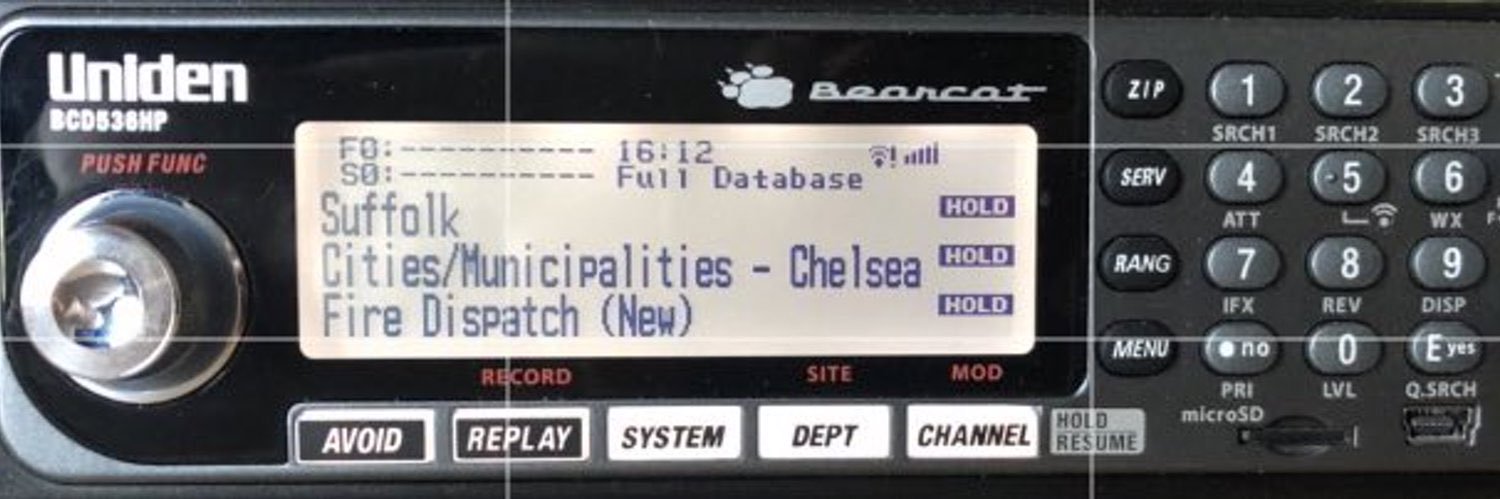 Uniden
BCD536HP
Bearcat
PUSH FUNC
F0:----------- 16:12
S0:----------- Full Database
Suffolk HOLD
Cities/Municipalities - Chelsea HOLD
Fire Dispatch (New) HOLD
RECORD SITE MOD
AVOID REPLAY SYSTEM DEPT CHANNEL HOLD RESUME
ZIP 1 2 3
SRCH1 SRCH2 SRCH3
SERV 4 5 6
ATT WX
RANG 7 8 9
IFX REV DISP
MENU no 0 E yes
PRI LVL Q.SRCH
microSD